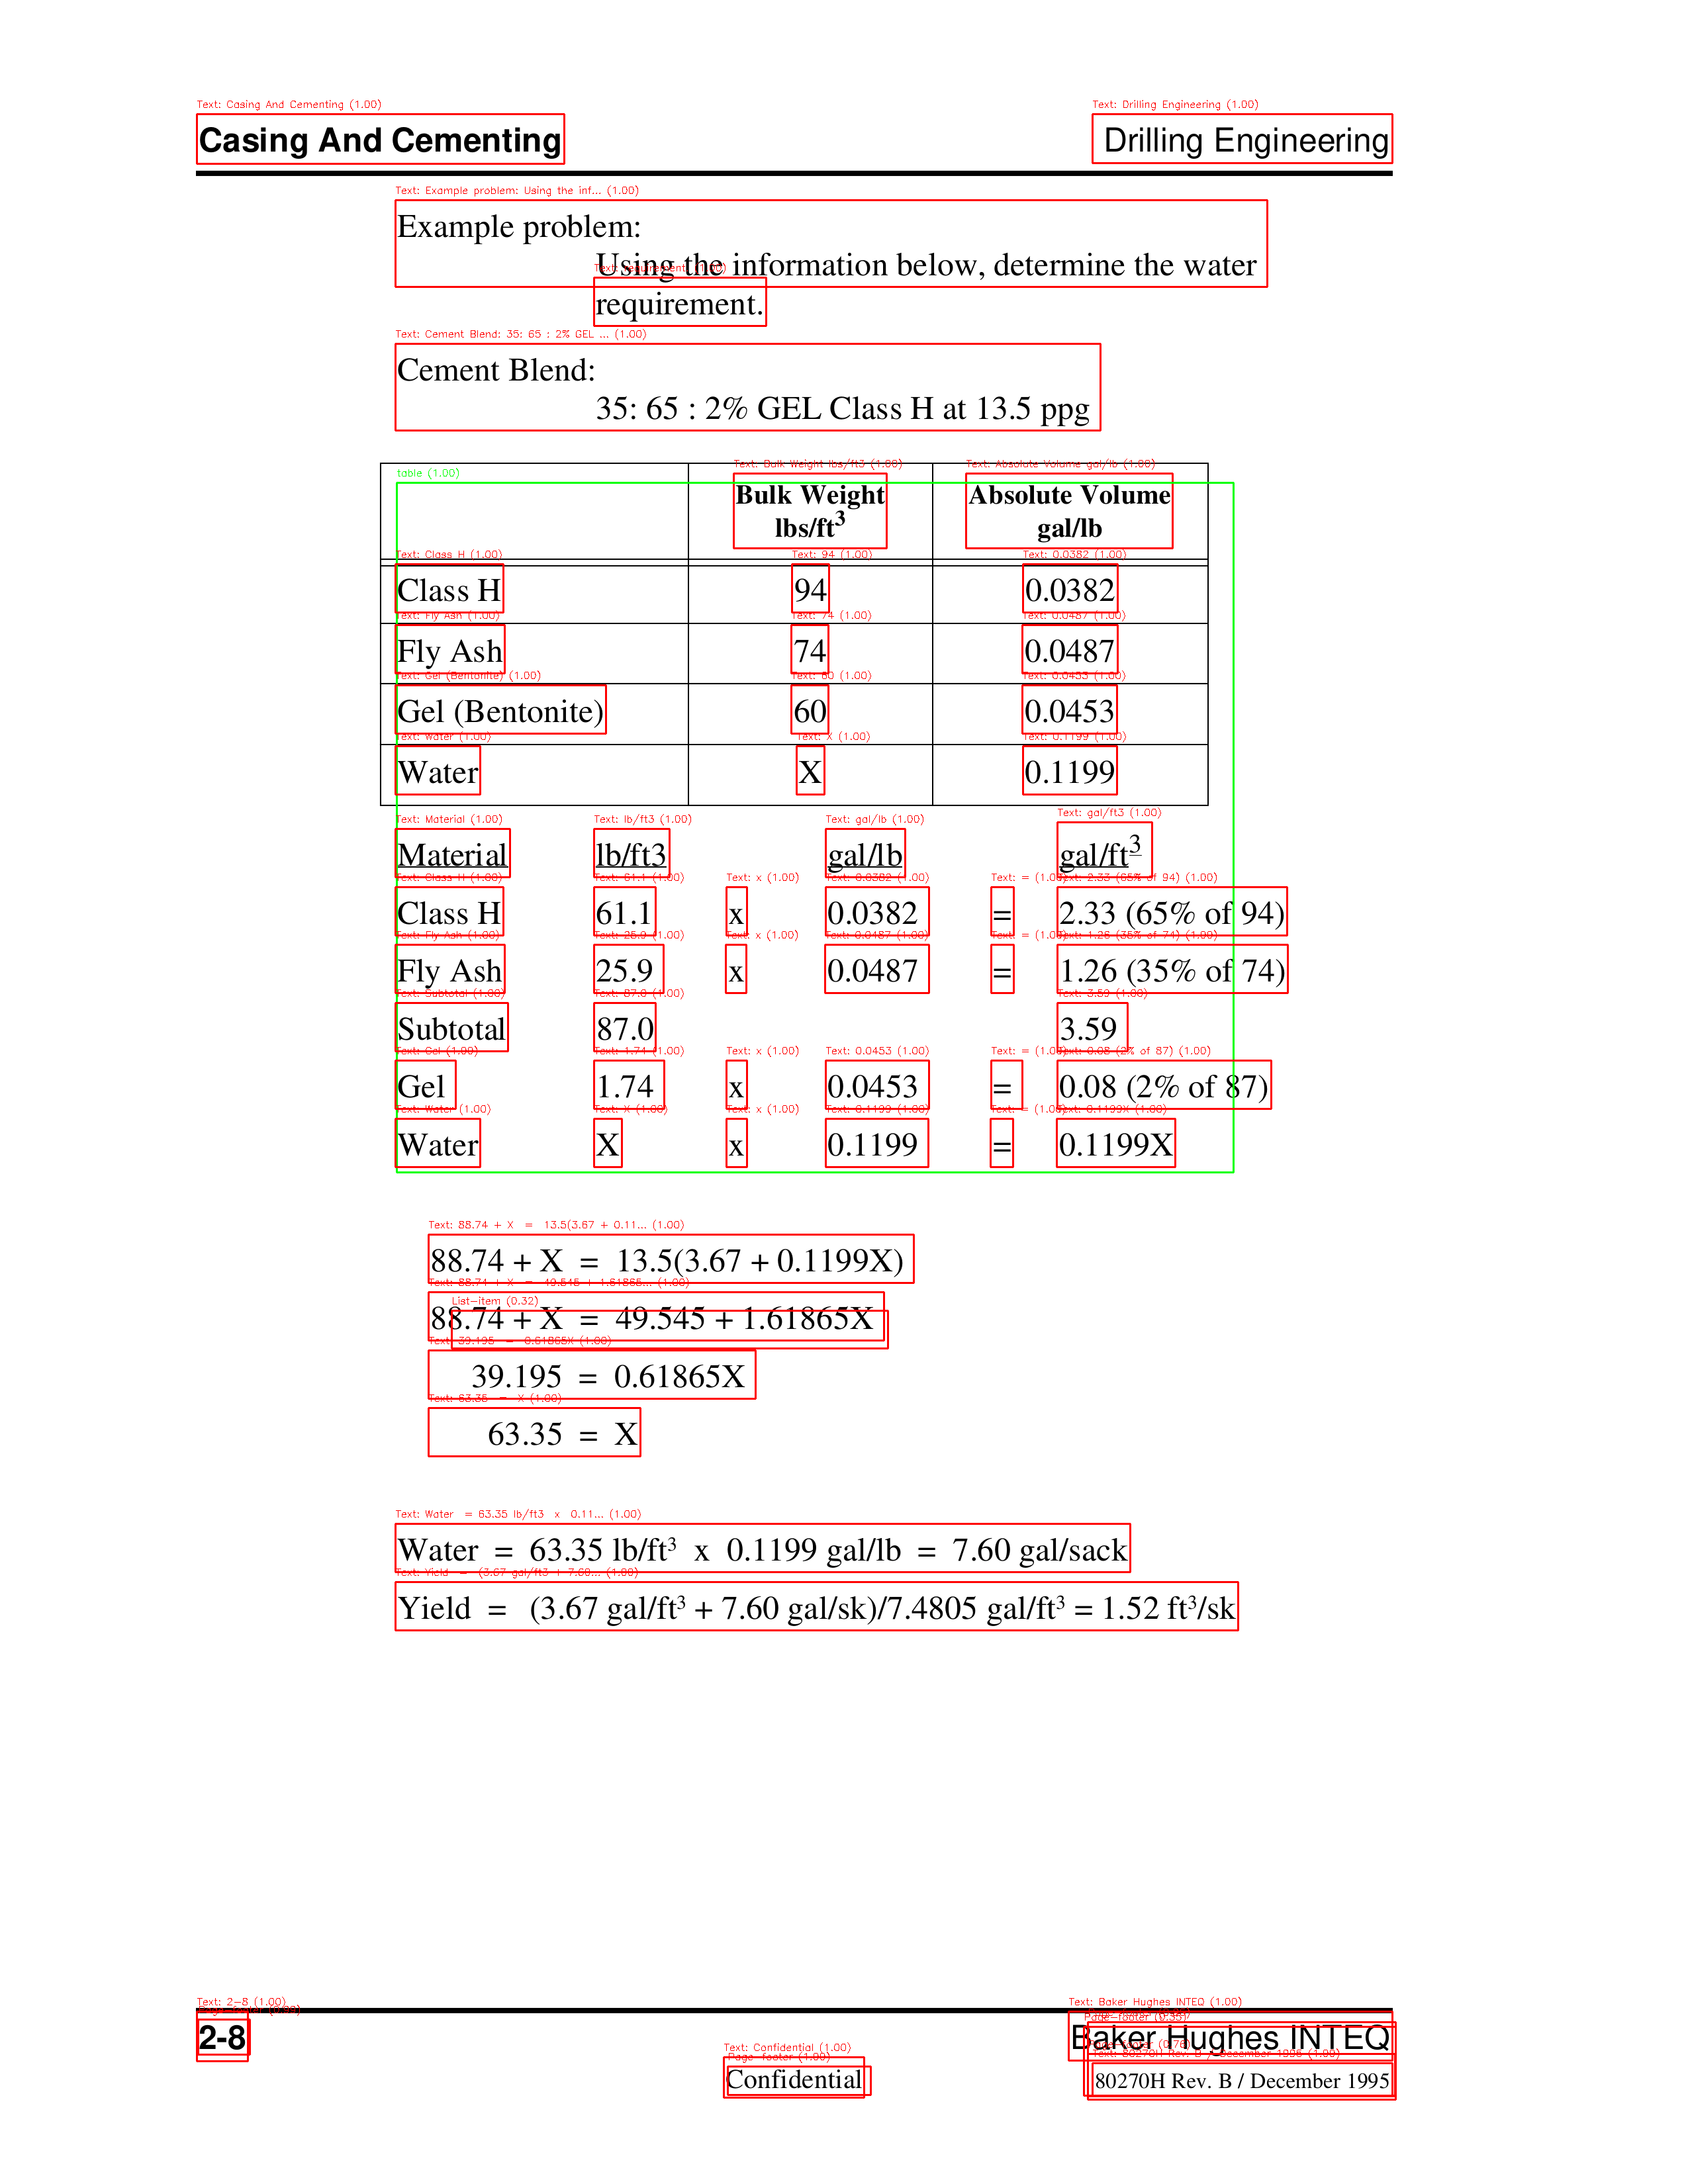 Casing And Cementing Drilling Engineering
Example problem:
Using the information below, determine the water
requirement.
Cement Blend:
35: 65 : 2% GEL Class H at 13.5 ppg
Bulk Weight lbs/ft³ Absolute Volume gal/lb
Class H 94 0.0382
Fly Ash 74 0.0487
Gel (Bentonite) 60 0.0453
Water X 0.1199
Material lb/ft3 gal/lb gal/ft³
Class H 61.1 x 0.0382 = 2.33 (65% of 94)
Fly Ash 25.9 x 0.0487 = 1.26 (35% of 74)
Subtotal 87.0 3.59
Gel 1.74 x 0.0453 = 0.08 (2% of 87)
Water X x 0.1199 = 0.1199X
88.74 + X = 13.5(3.67 + 0.1199X)
88.74 + X = 49.545 + 1.61865X
39.195 = 0.61865X
63.35 = X
Water = 63.35 lb/ft³ x 0.1199 gal/lb = 7.60 gal/sack
Yield = (3.67 gal/ft³ + 7.60 gal/sk)/7.4805 gal/ft³ = 1.52 ft³/sk
2-8 Baker Hughes INTEQ
Confidential 80270H Rev. B / December 1995